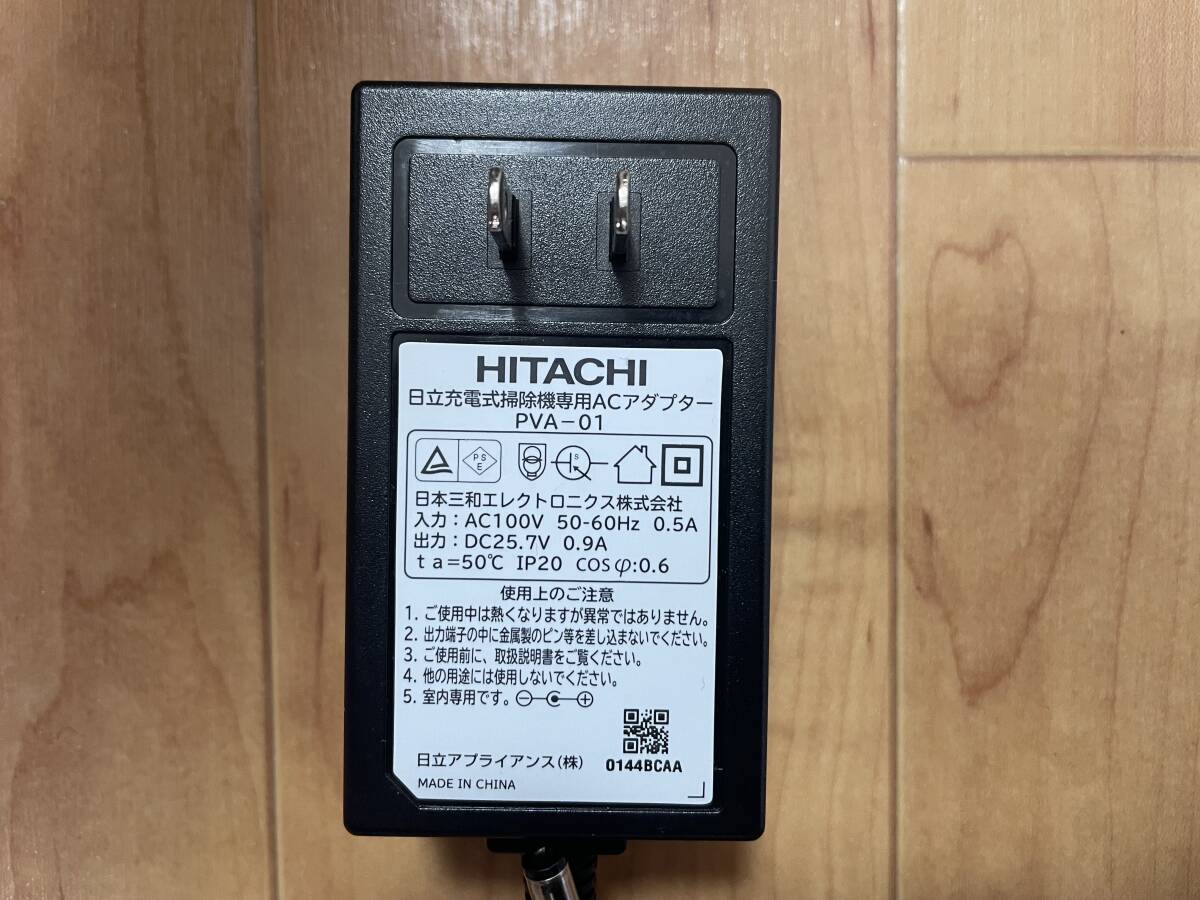 HITACHI
日立充電式掃除機専用ACアダプター
PVA-01
PS
E
S
日本三和エレクトロニクス株式会社
入力：AC100V 50-60Hz 0.5A
出力：DC25.7V 0.9A
ta=50℃ IP20 COSφ:0.6
使用上のご注意
1. ご使用中は熱くなりますが異常ではありません。
2. 出力端子の中に金属製のピン等を差し込まないでください。
3. ご使用前に、取扱説明書をご覧ください。
4. 他の用途には使用しないでください。
5. 室内専用です。
日立アプライアンス(株)
0144BCAA
MADE IN CHINA